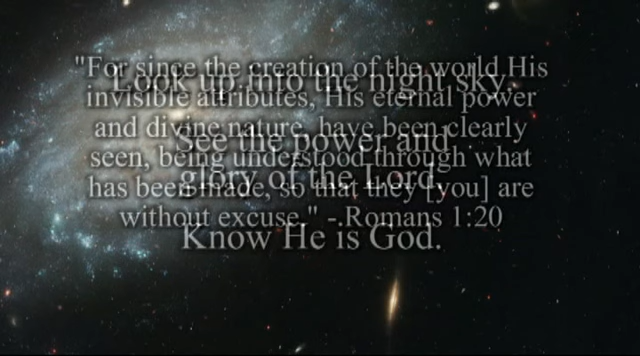 "For since the creation of the world His
invisible attributes, His eternal power
and divine nature, have been clearly
seen, being understood through what
has been made, so that they [you] are
without excuse." -.Romans 1:20
Look up into the night sky.
See the power and
glory of the Lord.
Know He is God.